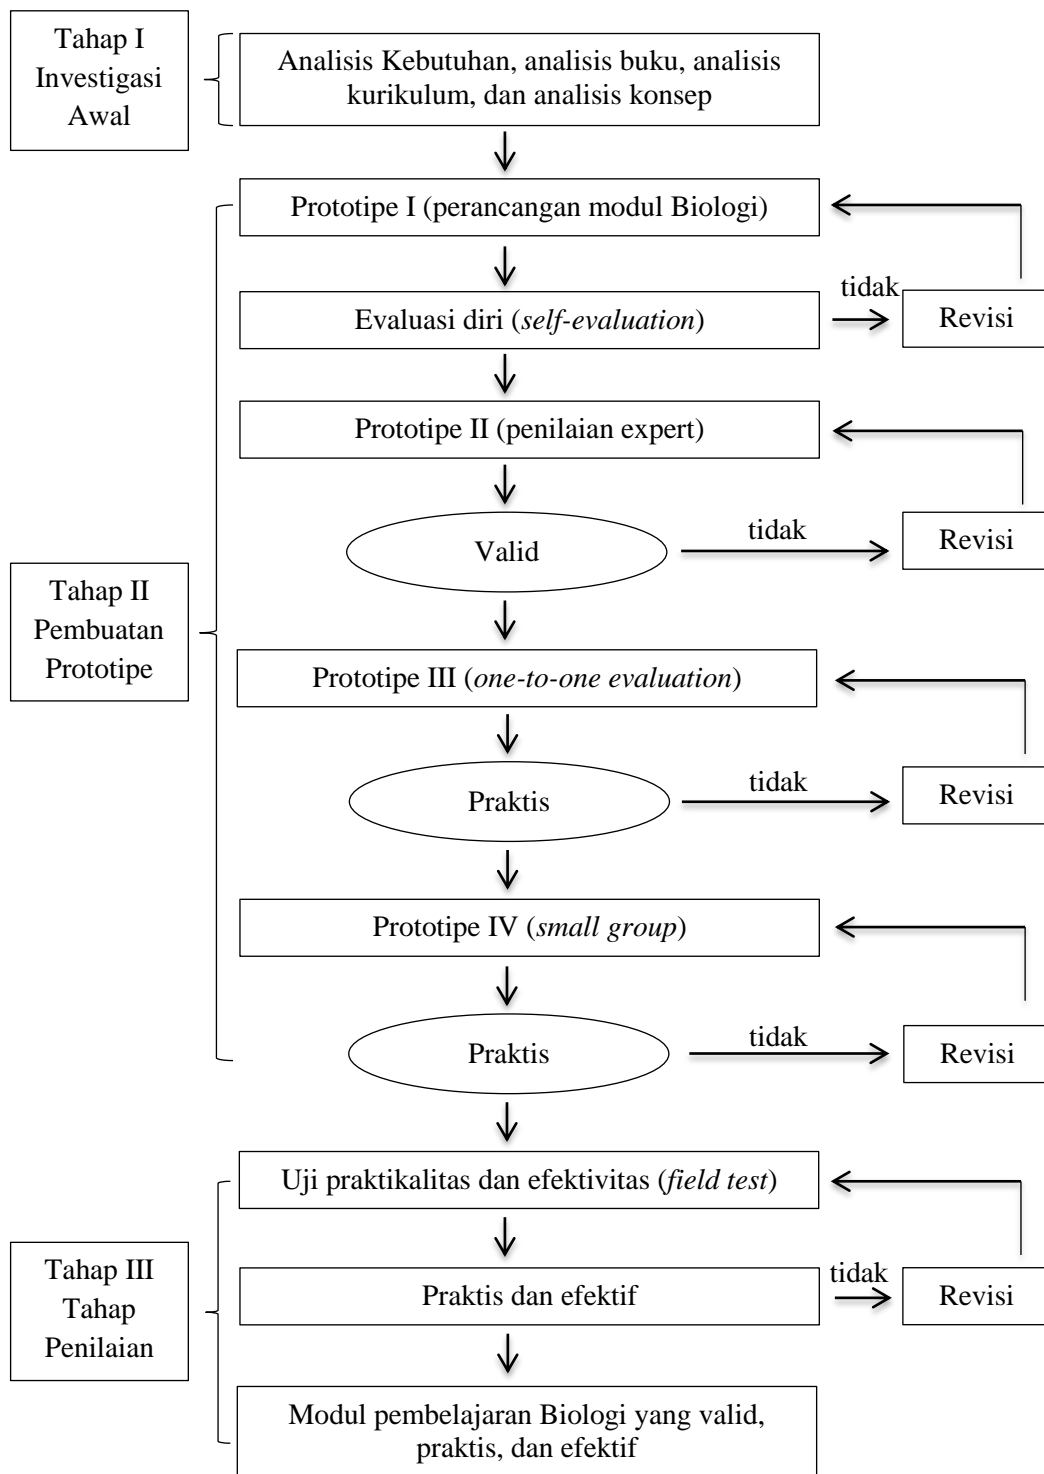 Tahap I
Investigasi
Awal
Analisis Kebutuhan, analisis buku, analisis
kurikulum, dan analisis konsep
Prototipe I (perancangan modul Biologi)
tidak
Evaluasi diri (self-evaluation)
Revisi
Prototipe II (penilaian expert)
Valid
tidak
Revisi
Tahap II
Pembuatan
Prototipe
Prototipe III (one-to-one evaluation)
Praktis
tidak
Revisi
Prototipe IV (small group)
Praktis
tidak
Revisi
Uji praktikalitas dan efektivitas (field test)
Tahap III
Tahap
Penilaian
Praktis dan efektif
tidak
Revisi
Modul pembelajaran Biologi yang valid,
praktis, dan efektif